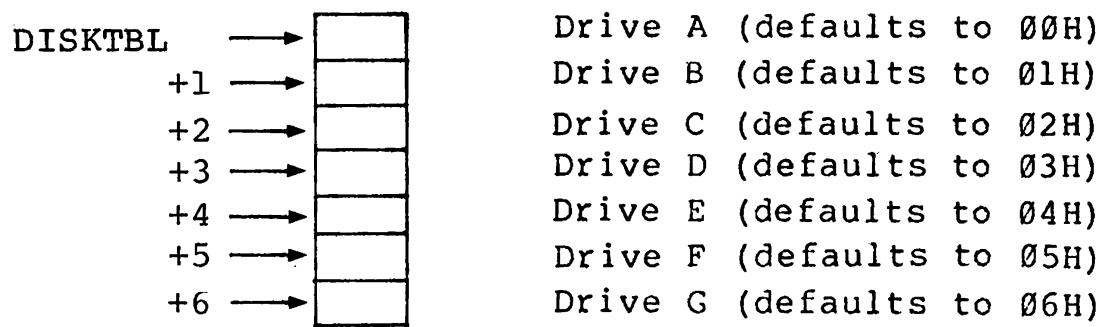 DISKTBL Drive A (defaults to ØØH)
+1 Drive B (defaults to Ø1H)
+2 Drive C (defaults to Ø2H)
+3 Drive D (defaults to Ø3H)
+4 Drive E (defaults to Ø4H)
+5 Drive F (defaults to Ø5H)
+6 Drive G (defaults to Ø6H)